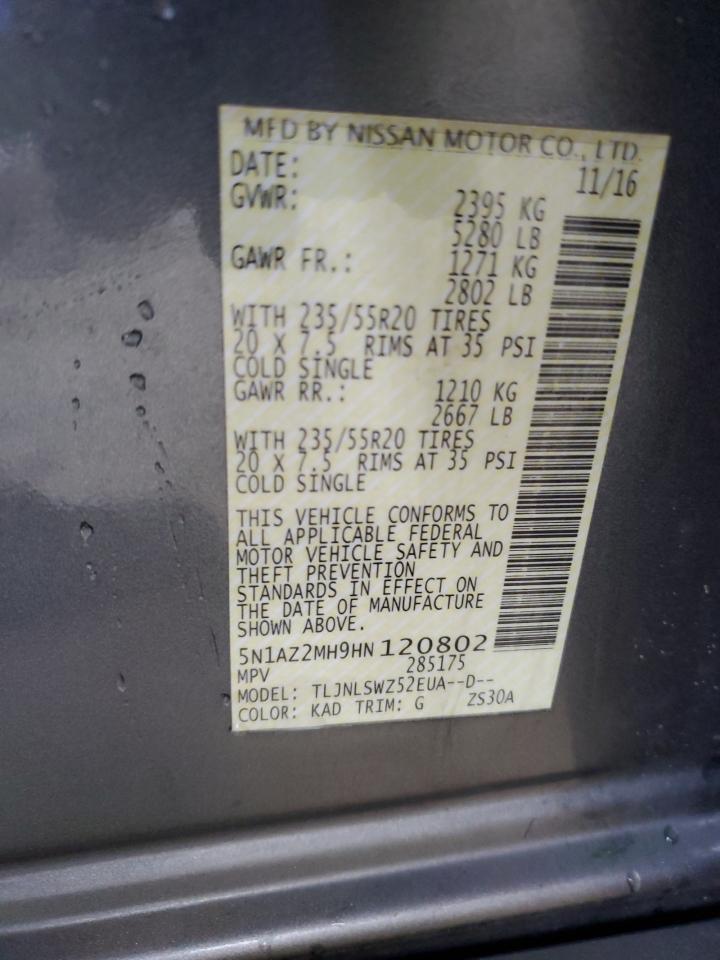 MFD BY NISSAN MOTOR CO., LTD.
DATE: 11/16
GVWR: 2395 KG
5280 LB
GAWR FR.: 1271 KG
2802 LB
WITH 235/55R20 TIRES
20 X 7.5 RIMS AT 35 PSI
COLD SINGLE
GAWR RR.: 1210 KG
2667 LB
WITH 235/55R20 TIRES
20 X 7.5 RIMS AT 35 PSI
COLD SINGLE
THIS VEHICLE CONFORMS TO
ALL APPLICABLE FEDERAL
MOTOR VEHICLE SAFETY AND
THEFT PREVENTION
STANDARDS IN EFFECT ON
THE DATE OF MANUFACTURE
SHOWN ABOVE.
5N1AZ2MH9HN 120802
MPV 285175
MODEL: TLJNLSWZ52EUA--D--
COLOR: KAD TRIM: G ZS30A